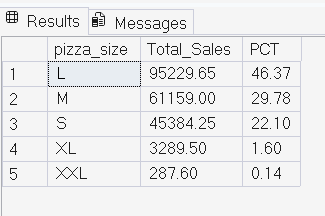 Results Messages
pizza_size Total_Sales PCT
1 L 95229.65 46.37
2 M 61159.00 29.78
3 S 45384.25 22.10
4 XL 3289.50 1.60
5 XXL 287.60 0.14